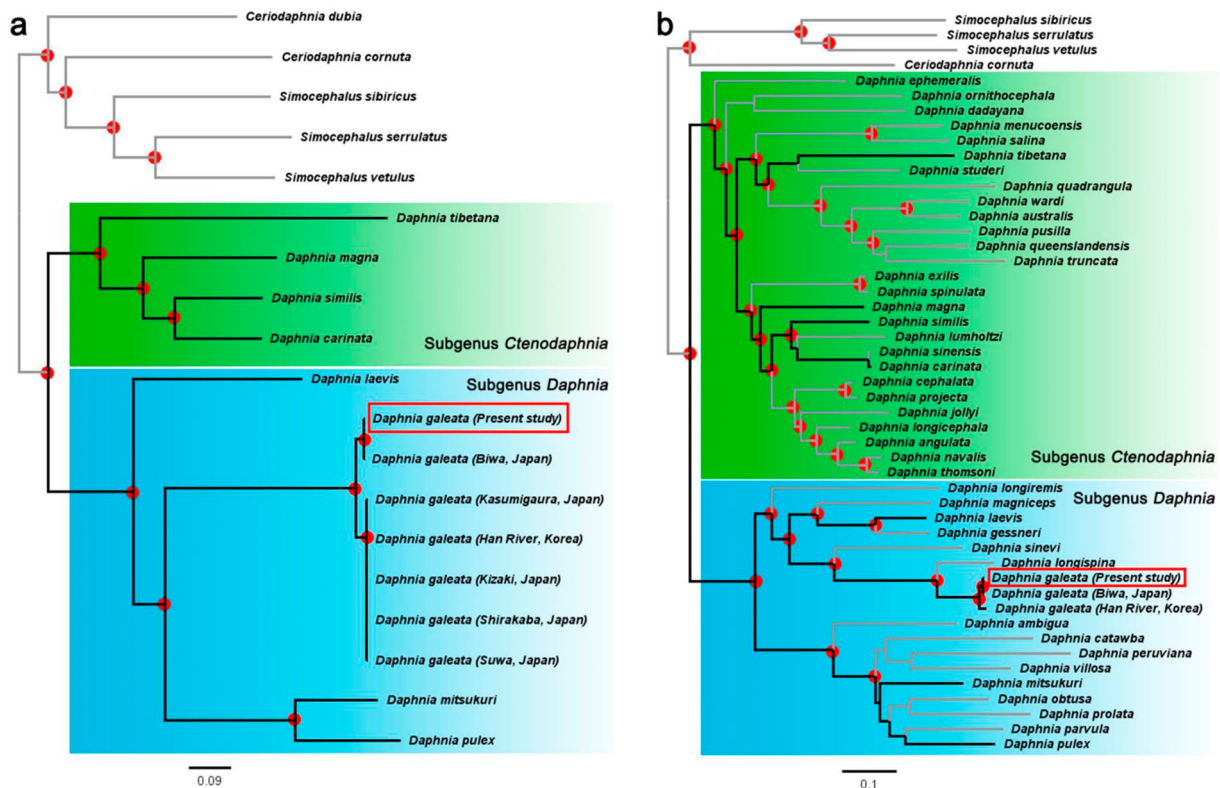 a
Ceriodaphnia dubia
Ceriodaphnia cornuta
Simocephalus sibiricus
Simocephalus serrulatus
Simocephalus vetulus
Daphnia tibetana
Daphnia magna
Daphnia similis
Daphnia carinata
Subgenus Ctenodaphnia
Daphnia laevis
Subgenus Daphnia
Daphnia galeata (Present study)
Daphnia galeata (Biwa, Japan)
Daphnia galeata (Kasumigaura, Japan)
Daphnia galeata (Han River, Korea)
Daphnia galeata (Kizaki, Japan)
Daphnia galeata (Shirakaba, Japan)
Daphnia galeata (Suwa, Japan)
Daphnia mitsukuri
Daphnia pulex
0.09
b
Simocephalus sibiricus
Simocephalus serrulatus
Simocephalus vetulus
Ceriodaphnia cornuta
Daphnia ephemeralis
Daphnia ornithocephala
Daphnia dadayana
Daphnia menucoensis
Daphnia salina
Daphnia tibetana
Daphnia studeri
Daphnia quadrangula
Daphnia wardi
Daphnia australis
Daphnia pusilla
Daphnia queenslandensis
Daphnia truncata
Daphnia exilis
Daphnia spinulata
Daphnia magna
Daphnia similis
Daphnia lumholtzi
Daphnia sinensis
Daphnia carinata
Daphnia cephalata
Daphnia projecta
Daphnia jollyi
Daphnia longicephala
Daphnia angulata
Daphnia navalis
Daphnia thomsoni
Subgenus Ctenodaphnia
Daphnia longiremis
Subgenus Daphnia
Daphnia magniceps
Daphnia laevis
Daphnia gessneri
Daphnia sinevi
Daphnia longispina
Daphnia galeata (Present study)
Daphnia galeata (Biwa, Japan)
Daphnia galeata (Han River, Korea)
Daphnia ambigua
Daphnia catawba
Daphnia peruviana
Daphnia villosa
Daphnia mitsukuri
Daphnia obtusa
Daphnia prolata
Daphnia parvula
Daphnia pulex
0.1